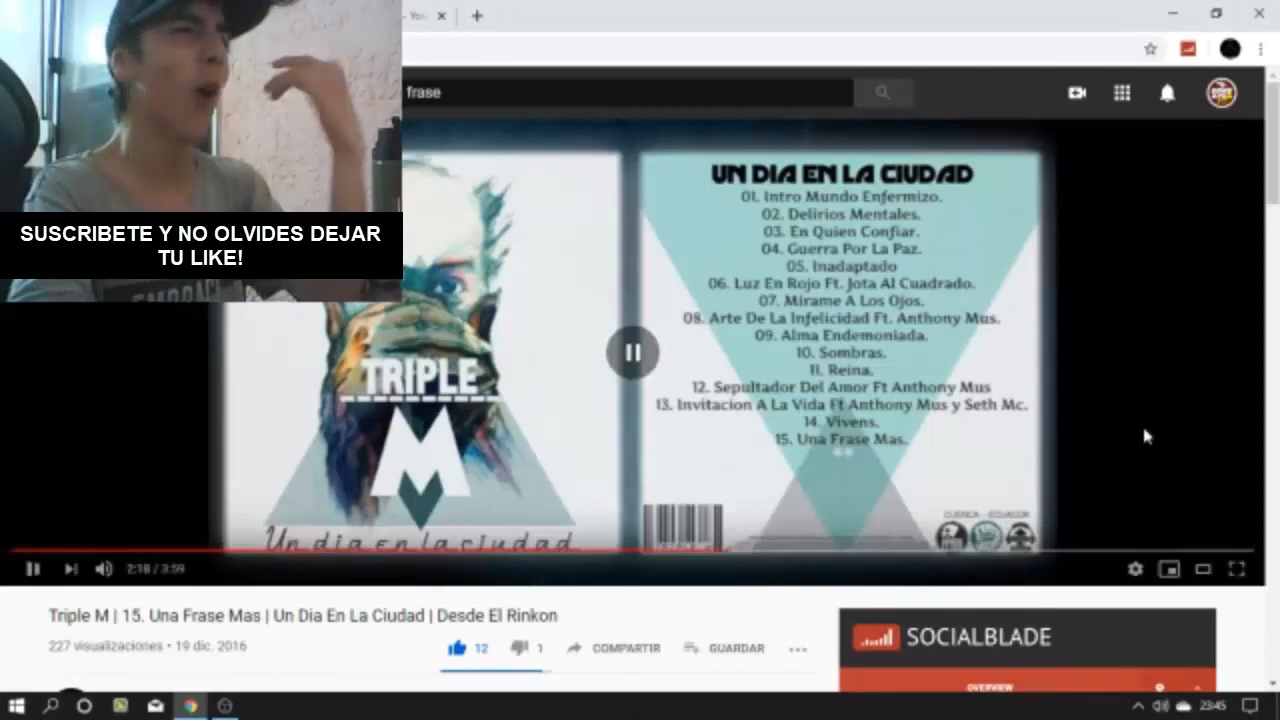 frase
SUSCRIBETE Y NO OLVIDES DEJAR
TU LIKE!
TRIPLE
M
Un dia en la ciudad
UN DIA EN LA CIUDAD
01. Intro Mundo Enfermizo.
02. Delirios Mentales.
03. En Quien Confiar.
04. Guerra Por La Paz.
05. Inadaptado
06. Luz En Rojo Ft. Jota Al Cuadrado.
07. Mirame A Los Ojos.
08. Arte De La Infelicidad Ft. Anthony Mus.
09. Alma Endemoniada.
10. Sombras.
11. Reina.
12. Sepultador Del Amor Ft Anthony Mus
13. Invitacion A La Vida Ft Anthony Mus y Seth Mc.
14. Vivens.
15. Una Frase Mas.
CUENCA - ECUADOR
2:18 / 3:59
Triple M | 15. Una Frase Mas | Un Dia En La Ciudad | Desde El Rinkon
227 visualizaciones • 19 dic. 2016
12 1 COMPARTIR GUARDAR
SOCIALBLADE
OVERVIEW
23:45